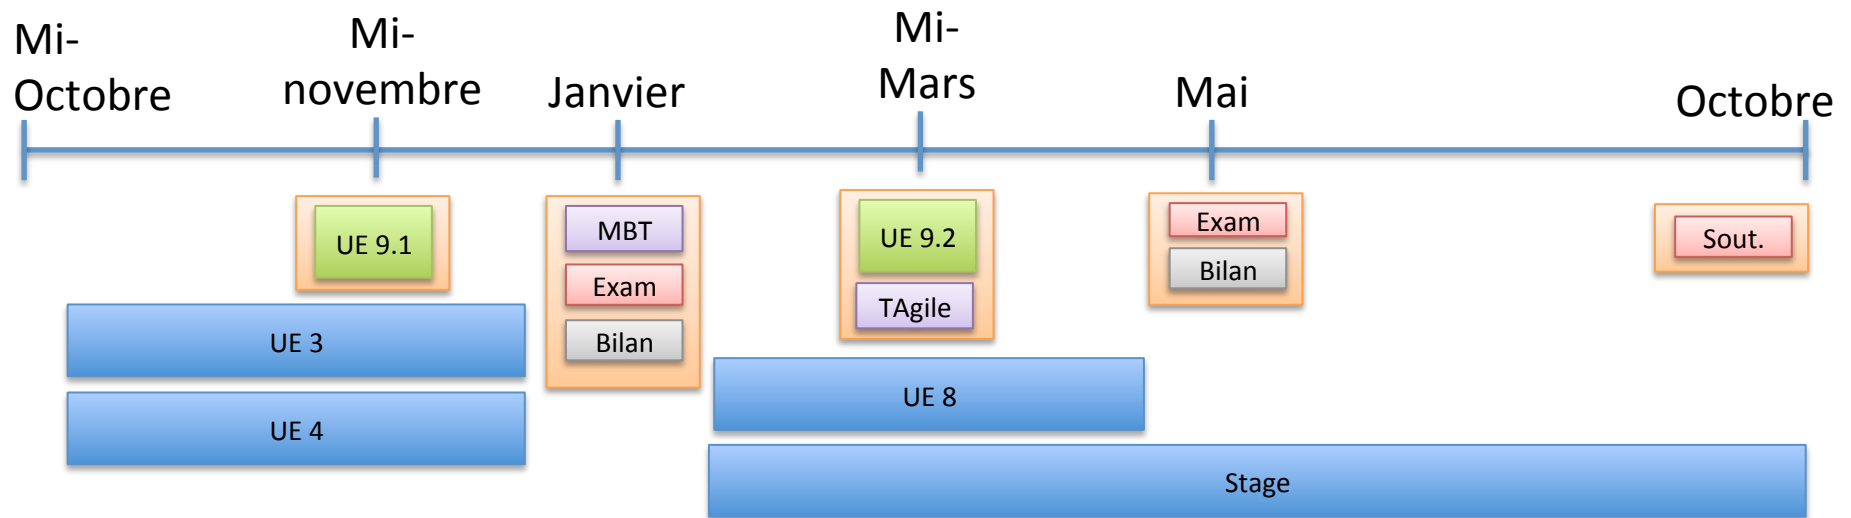 Mi-
Octobre
Mi-
novembre
Janvier
Mi-
Mars
Mai
Octobre
UE 9.1
MBT
Exam
Bilan
UE 9.2
TAgile
Exam
Bilan
Sout.
UE 3
UE 4
UE 8
Stage